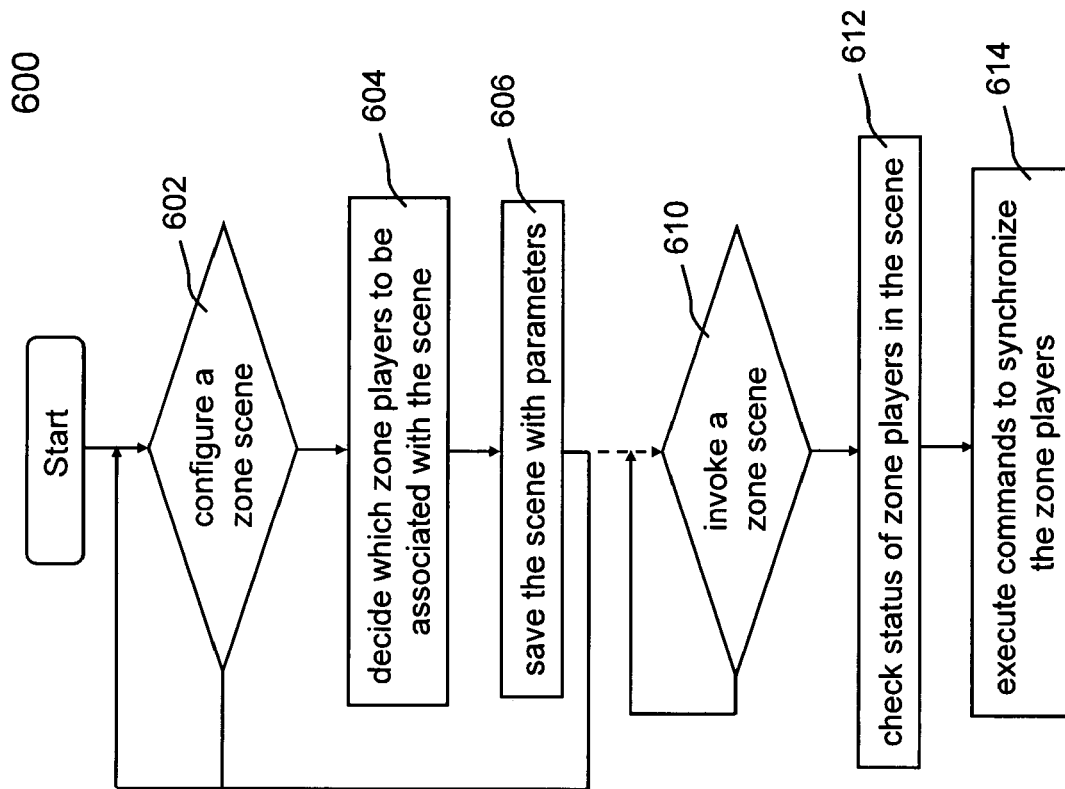 600
Start
602
configure a
zone scene
604
decide which zone players to be
associated with the scene
606
save the scene with parameters
610
invoke a
zone scene
612
check status of zone players in the scene
614
execute commands to synchronize
the zone players